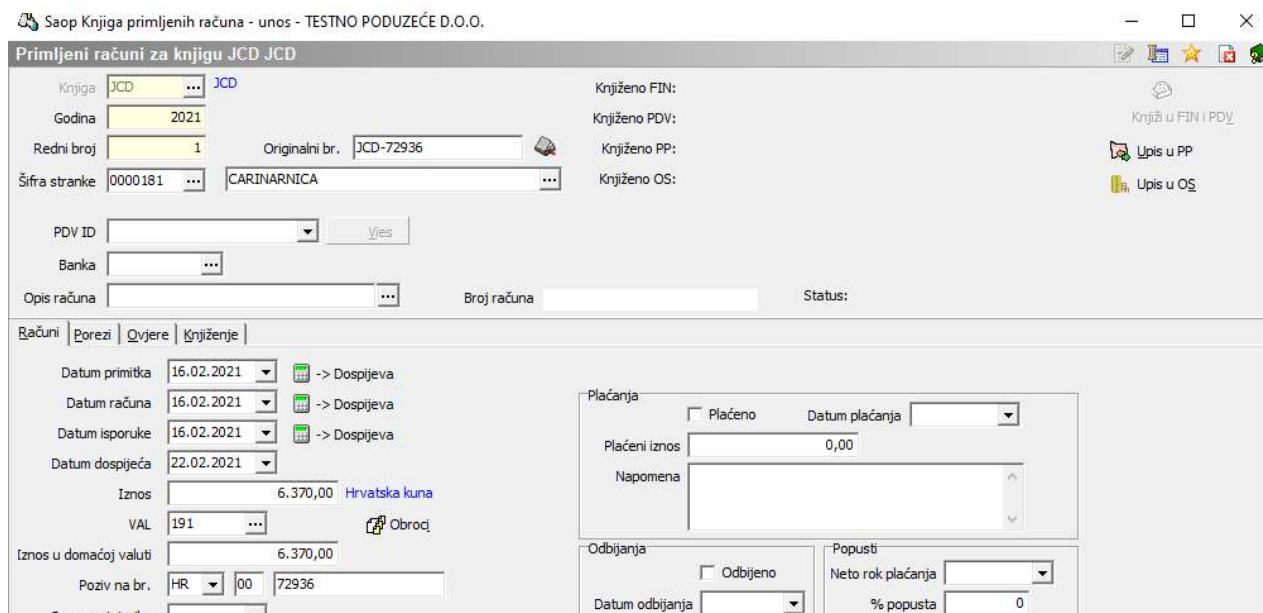 Saop Knjiga primljenih računa - unos - TESTNO PODUZEĆE D.O.O.
Primljeni računi za knjigu JCD JCD
Knjiga JCD ... JCD Knjiženo FIN:
Godina 2021 Knjiženo PDV: Knjiži u FIN i PDV
Redni broj 1 Originalni br. JCD-72936 Knjiženo PP: Upis u PP
Šifra stranke 0000181 ... CARINARNICA ... Knjiženo OS: Upis u OS
PDV ID Vies
Banka ...
Opis računa ... Broj računa Status:
Računi Porezi Ovjere Knjiženje
Datum primitka 16.02.2021 -> Dospijeva
Datum računa 16.02.2021 -> Dospijeva
Datum isporuke 16.02.2021 -> Dospijeva
Datum dospijeća 22.02.2021
Iznos 6.370,00 Hrvatska kuna
VAL 191 ... Obroci
Iznos u domaćoj valuti 6.370,00
Poziv na br. HR 00 72936
Plaćanja
Plaćeno Datum plaćanja
Plaćeni iznos 0,00
Napomena
Odbijanja
Odbijeno
Datum odbijanja
Popusti
Neto rok plaćanja
% popusta 0